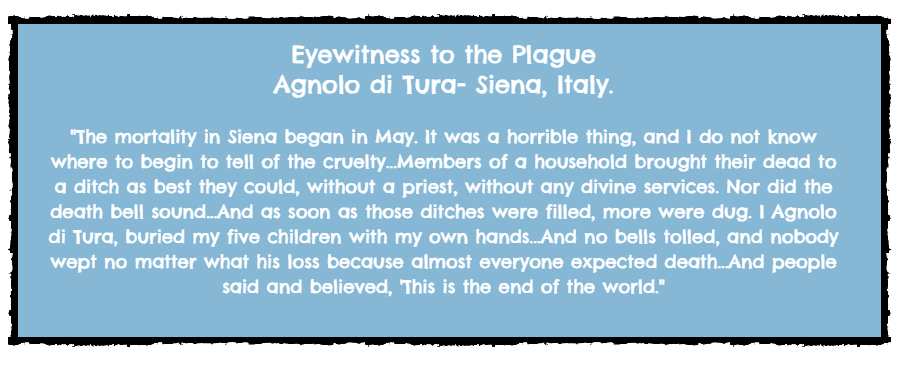 Eyewitness to the Plague
Agnolo di Tura- Siena, Italy.
"The mortality in Siena began in May. It was a horrible thing, and I do not know
where to begin to tell of the cruelty...Members of a household brought their dead to
a ditch as best they could, without a priest, without any divine services. Nor did the
death bell sound...And as soon as those ditches were filled, more were dug. I Agnolo
di Tura, buried my five children with my own hands...And no bells tolled, and nobody
wept no matter what his loss because almost everyone expected death...And people
said and believed, 'This is the end of the world."